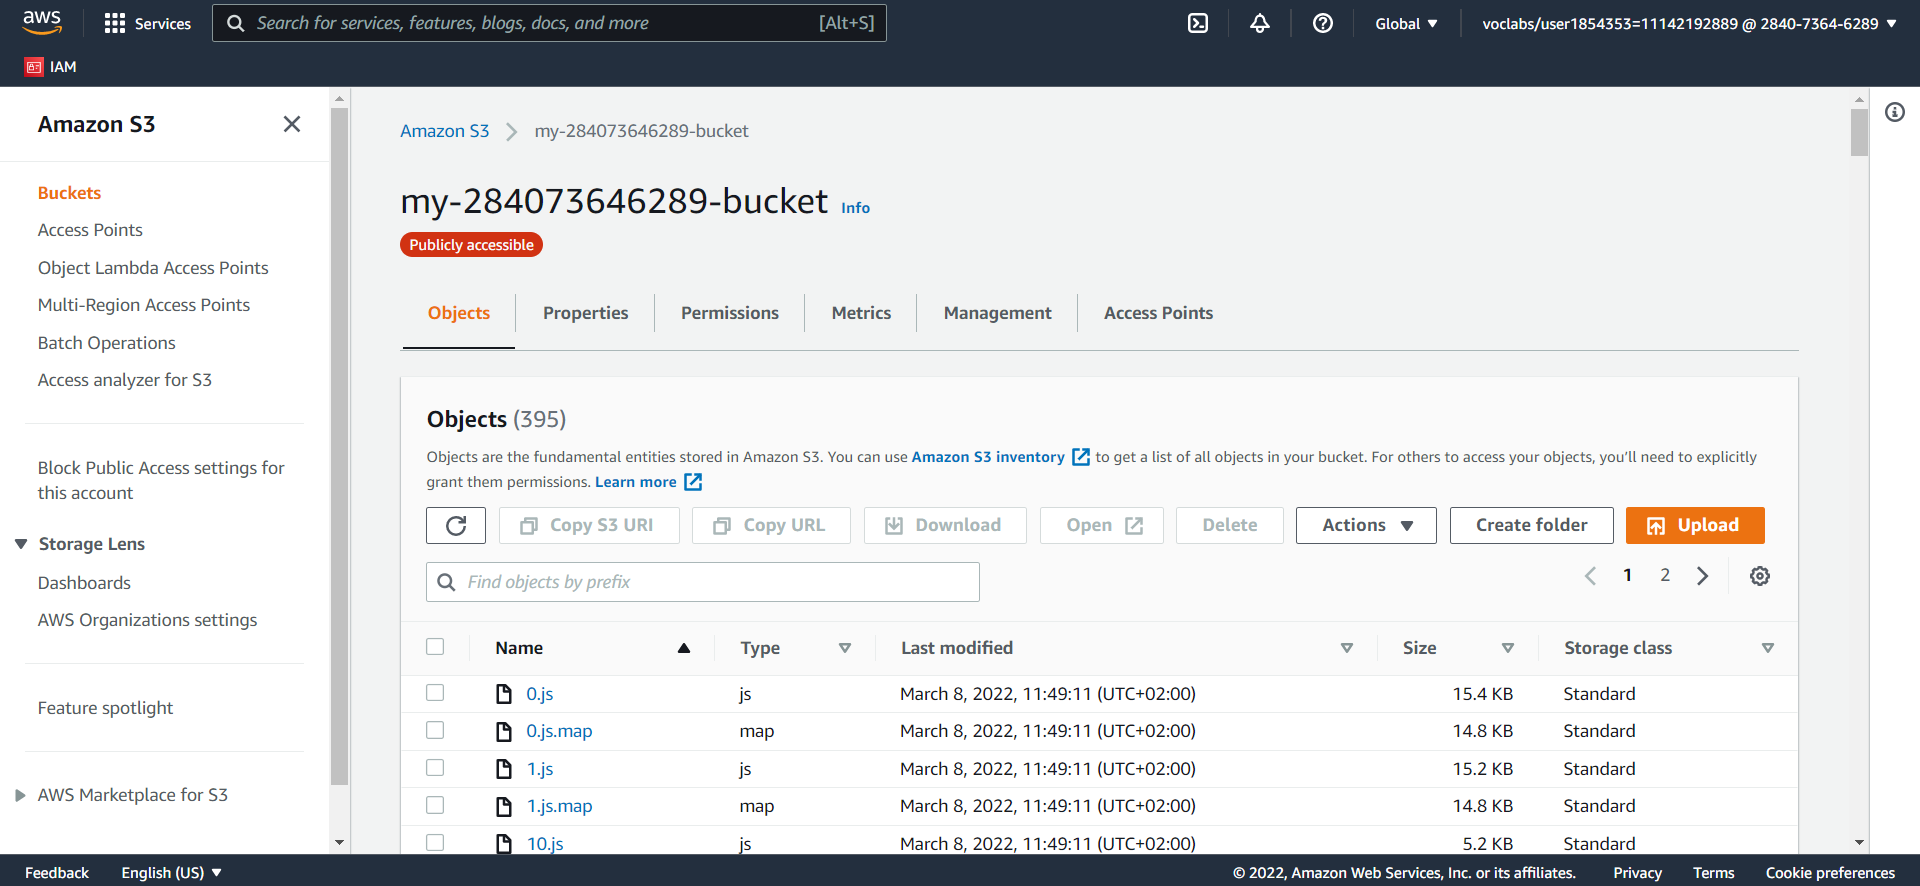 aws
Services
Search for services, features, blogs, docs, and more
[Alt+S]
Global
voclabs/user1854353=11142192889 @ 2840-7364-6289
IAM
Amazon S3
Buckets
Access Points
Object Lambda Access Points
Multi-Region Access Points
Batch Operations
Access analyzer for S3
Block Public Access settings for
this account
Storage Lens
Dashboards
AWS Organizations settings
Feature spotlight
AWS Marketplace for S3
Amazon S3 my-284073646289-bucket
my-284073646289-bucket Info
Publicly accessible
Objects Properties Permissions Metrics Management Access Points
Objects (395)
Objects are the fundamental entities stored in Amazon S3. You can use Amazon S3 inventory to get a list of all objects in your bucket. For others to access your objects, you'll need to explicitly
grant them permissions. Learn more
Copy S3 URI Copy URL Download Open Delete Actions Create folder Upload
Find objects by prefix
1 2
Name Type Last modified Size Storage class
0.js js March 8, 2022, 11:49:11 (UTC+02:00) 15.4 KB Standard
0.js.map map March 8, 2022, 11:49:11 (UTC+02:00) 14.8 KB Standard
1.js js March 8, 2022, 11:49:11 (UTC+02:00) 15.2 KB Standard
1.js.map map March 8, 2022, 11:49:11 (UTC+02:00) 14.8 KB Standard
10.js js March 8, 2022, 11:49:11 (UTC+02:00) 5.2 KB Standard
Feedback English (US) © 2022, Amazon Web Services, Inc. or its affiliates. Privacy Terms Cookie preferences